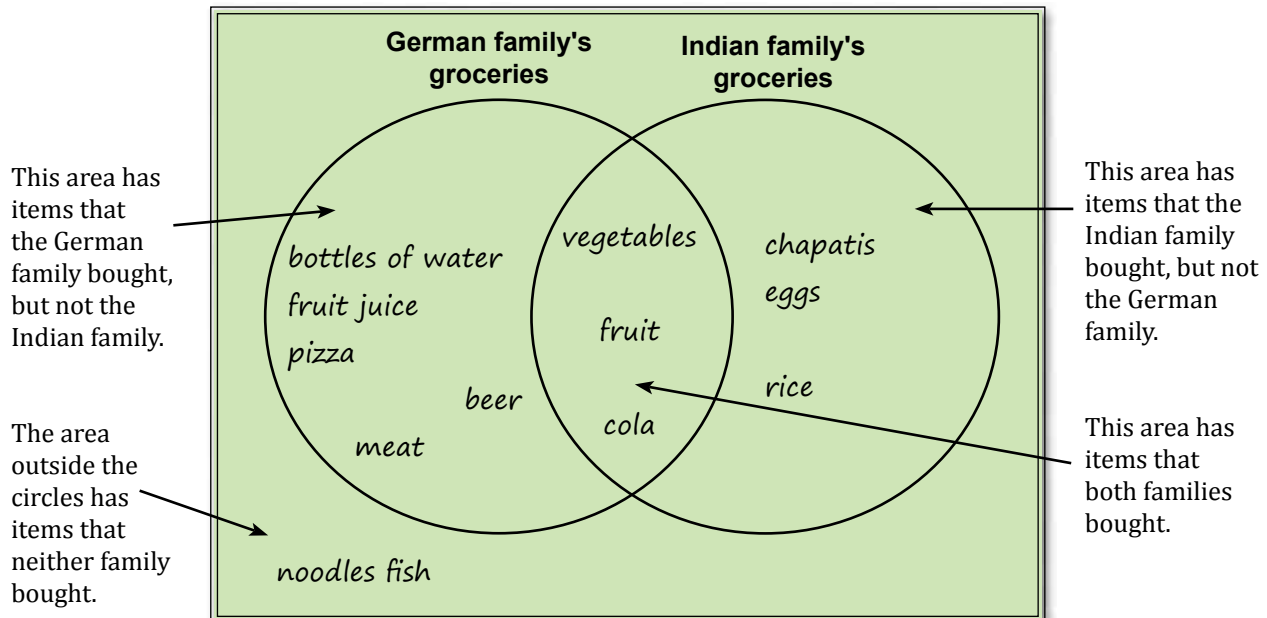 German family's
groceries
Indian family's
groceries
This area has
items that
the German
family bought,
but not the
Indian family.
bottles of water
fruit juice
pizza
beer
meat
vegetables
fruit
cola
chapatis
eggs
rice
This area has
items that the
Indian family
bought, but not
the German
family.
The area
outside the
circles has
items that
neither family
bought.
noodles fish
This area has
items that
both families
bought.